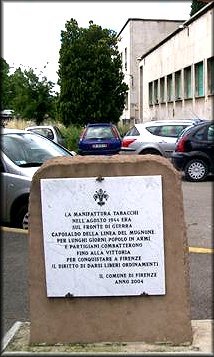 LA MANIFATTURA TABACCHI
NELL'AGOSTO 1944 ERA
SUL FRONTE DI GUERRA
CAPOSALDO DELLA LINEA DEL MUGNONE
PER LUNGHI GIORNI POPOLO IN ARMI
E PARTIGIANI COMBATTERONO
FINO ALLA VITTORIA
PER CONQUISTARE A FIRENZE
IL DIRITTO DI DARSI LIBERI ORDINAMENTI
IL COMUNE DI FIRENZE
ANNO 2004